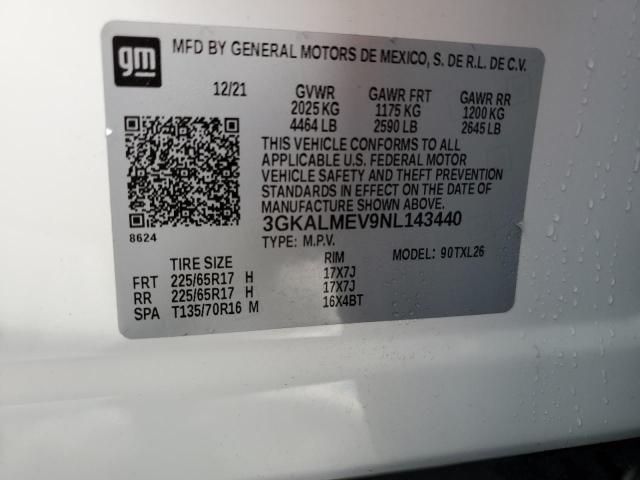 gm
MFD BY GENERAL MOTORS DE MEXICO, S. DE R.L. DE C.V.
12/21 GVWR GAWR FRT GAWR RR
2025 KG 1175 KG 1200 KG
4464 LB 2590 LB 2645 LB
THIS VEHICLE CONFORMS TO ALL
APPLICABLE U.S. FEDERAL MOTOR
VEHICLE SAFETY AND THEFT PREVENTION
STANDARDS IN EFFECT ON THE DATE
OF MANUFACTURE SHOWN ABOVE.
3GKALMEV9NL143440
8624
TYPE: M.P.V. MODEL: 90TXL26
TIRE SIZE RIM
FRT 225/65R17 H 17X7J
RR 225/65R17 H 17X7J
SPA T135/70R16 M 16X4BT